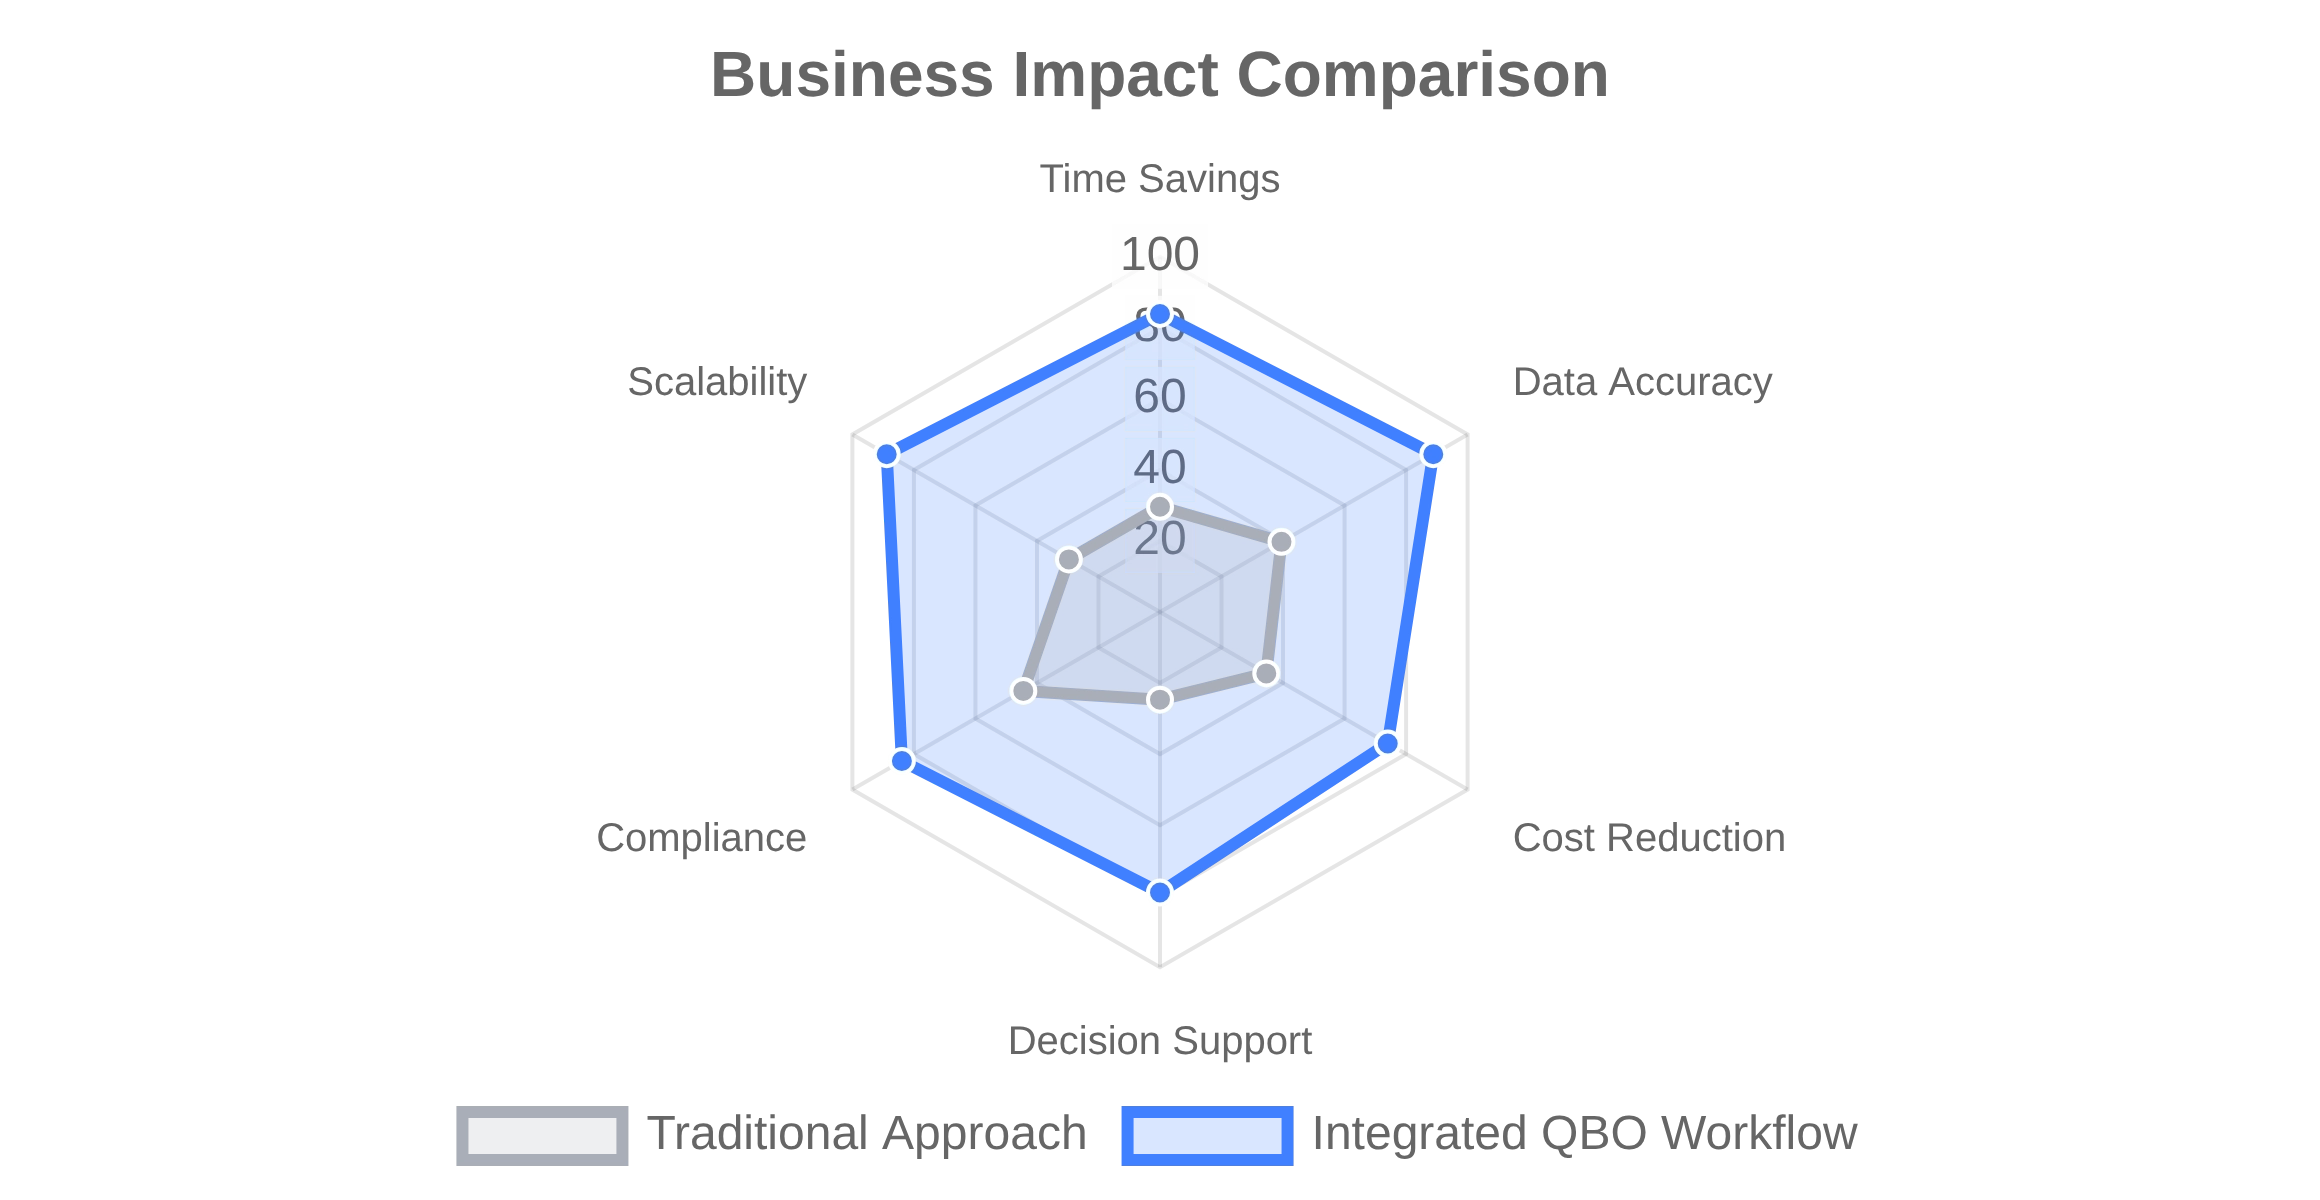 Business Impact Comparison
Time Savings
100
80
60
40
20
Scalability
Data Accuracy
Compliance
Cost Reduction
Decision Support
Traditional Approach
Integrated QBO Workflow